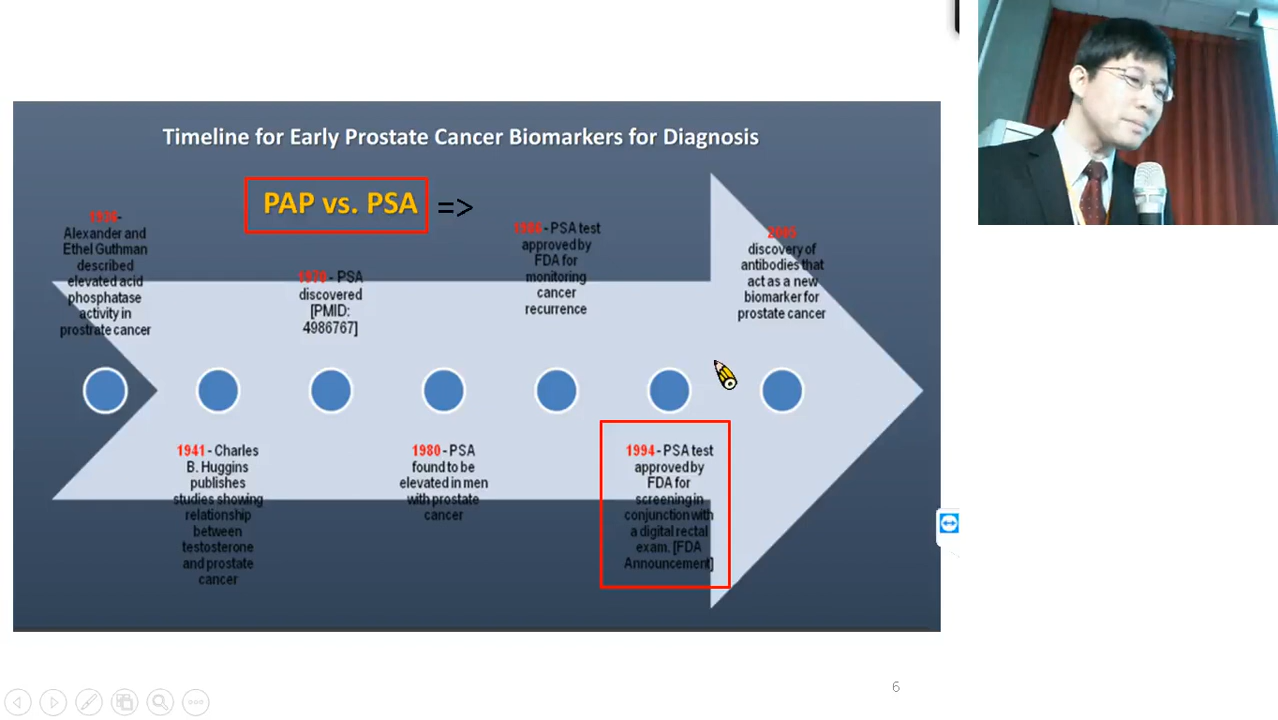 Timeline for Early Prostate Cancer Biomarkers for Diagnosis
PAP vs. PSA =>
Alexander and
Ethel Guthman
described
elevated acid
phosphatase
activity in
prostrate cancer
1941 - Charles
B. Huggins
publishes
studies showing
relationship
between
testosterone
and prostate
cancer
1970 - PSA
discovered
[PMID:
4986767]
1980 - PSA
found to be
elevated in men
with prostate
cancer
1986 - PSA test
approved by
FDA for
monitoring
cancer
recurrence
1994 - PSA test
approved by
FDA for
screening in
conjunction with
a digital rectal
exam. [FDA
Announcement]
2005
discovery of
antibodies that
act as a new
biomarker for
prostate cancer
6